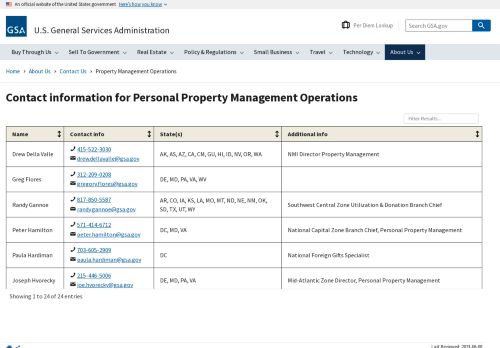 An official website of the United States government Here's how you know
GSA
U.S. General Services Administration
Per Diem Lookup
Search GSA.gov
Buy Through Us
Sell To Government
Real Estate
Policy & Regulations
Small Business
Travel
Technology
About Us
Home
About Us
Contact Us
Property Management Operations
Contact information for Personal Property Management Operations
Filter Results...
Name Contact info State(s) Additional info
415-522-3030
Drew Della Valle AK, AS, AZ, CA, CM, GU, HI, ID, NV, OR, WA NMI Director Property Management
drew.dellavalle@gsa.gov
312-209-0208
Greg Flores DE, MD, PA, VA, WV
gregory.flores@gsa.gov
817-850-5587 AR, CO, IA, KS, LA, MO, MT, ND, NE, NM, OK,
Randy Gannoe Southwest Central Zone Utilization & Donation Branch Chief
randy.gannoe@gsa.gov SD, TX, UT, WY
571-414-6712
Peter Hamilton DC, MD, VA National Capital Zone Branch Chief, Personal Property Management
peter.hamilton@gsa.gov
703-605-2909
Paula Hardiman DC National Foreign Gifts Specialist
paula.hardiman@gsa.gov
215-446-5006
Joseph Hvorecky DE, MD, PA, VA Mid-Atlantic Zone Director, Personal Property Management
joe.hvorecky@gsa.gov
Showing 1 to 24 of 24 entries
Last Reviewed: